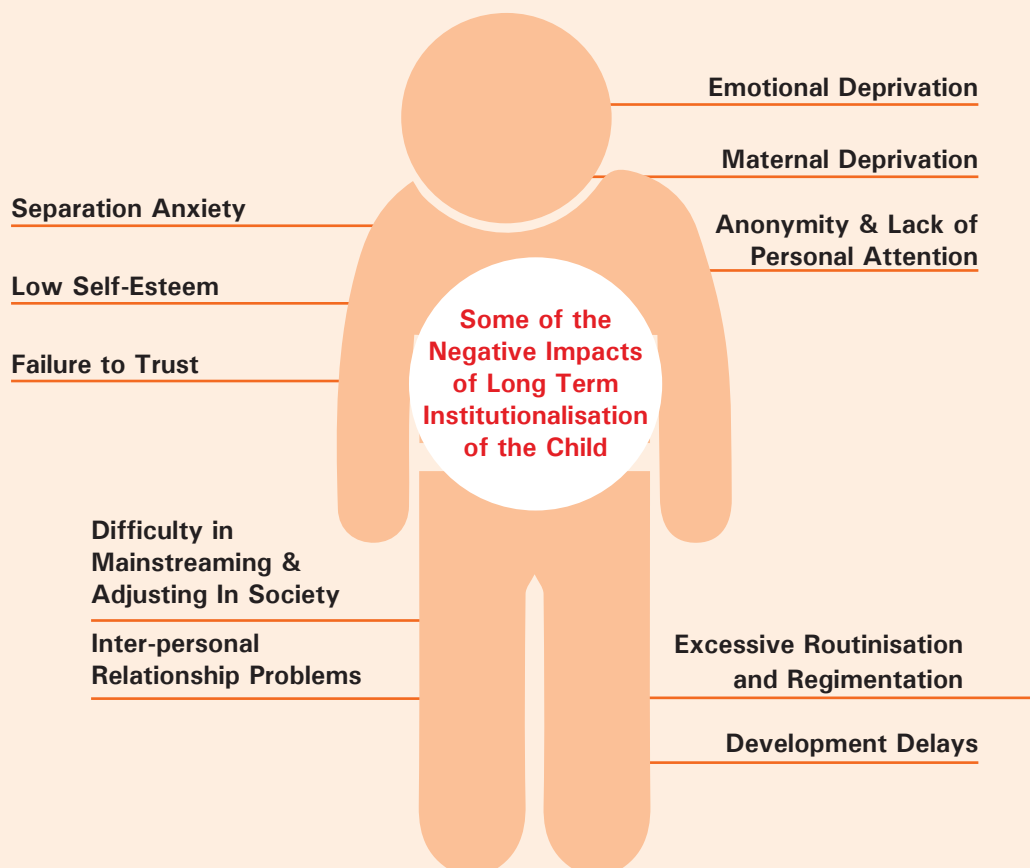 Emotional Deprivation
Maternal Deprivation
Anonymity & Lack of
Personal Attention
Separation Anxiety
Low Self-Esteem
Failure to Trust
Some of the
Negative Impacts
of Long Term
Institutionalisation
of the Child
Difficulty in
Mainstreaming &
Adjusting In Society
Inter-personal
Relationship Problems
Excessive Routinisation
and Regimentation
Development Delays